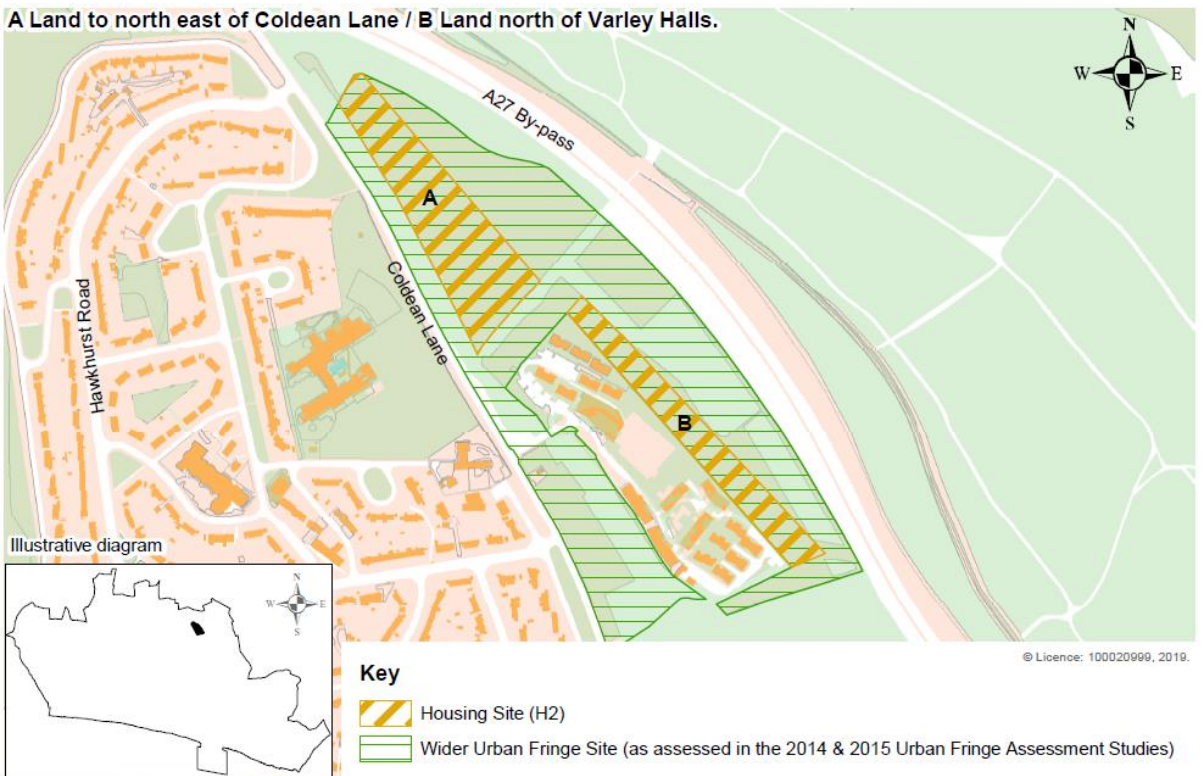 A Land to north east of Coldean Lane / B Land north of Varley Halls.
N
W E
S
A27 By-pass
A
Coldean Lane
Hawkhurst Road
B
Illustrative diagram
N
W E
S
© Licence: 100020999, 2019.
Key
Housing Site (H2)
Wider Urban Fringe Site (as assessed in the 2014 & 2015 Urban Fringe Assessment Studies)